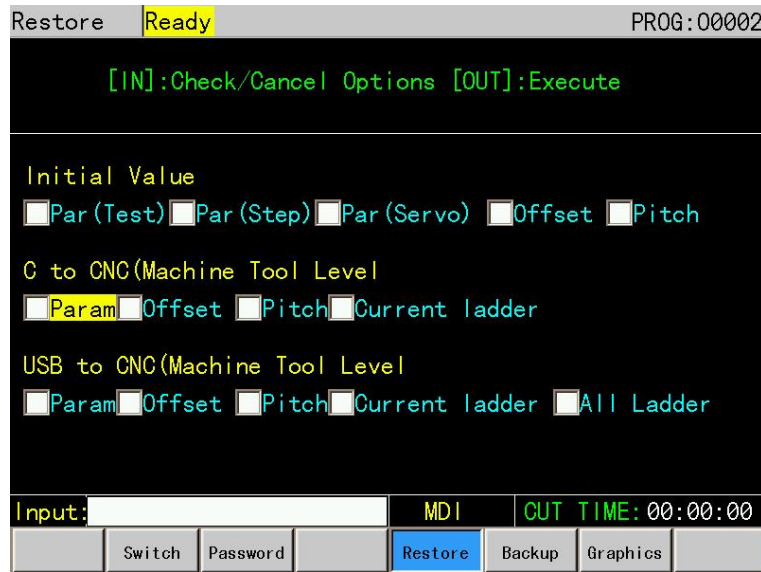 Restore Ready PROG:O0002
[IN]:Check/Cancel Options [OUT]:Execute
Initial Value
Par(Test) Par(Step) Par(Servo) Offset Pitch
C to CNC(Machine Tool Level
Param Offset Pitch Current ladder
USB to CNC(Machine Tool Level
Param Offset Pitch Current ladder All Ladder
Input: MDI CUT TIME:00:00:00
Switch Password Restore Backup Graphics